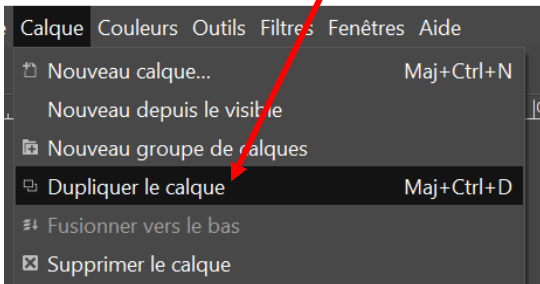 Calque Couleurs Outils Filtres Fenêtres Aide
Nouveau calque... Maj+Ctrl+N
Nouveau depuis le visible
Nouveau groupe de calques
Dupliquer le calque Maj+Ctrl+D
Fusionner vers le bas
Supprimer le calque